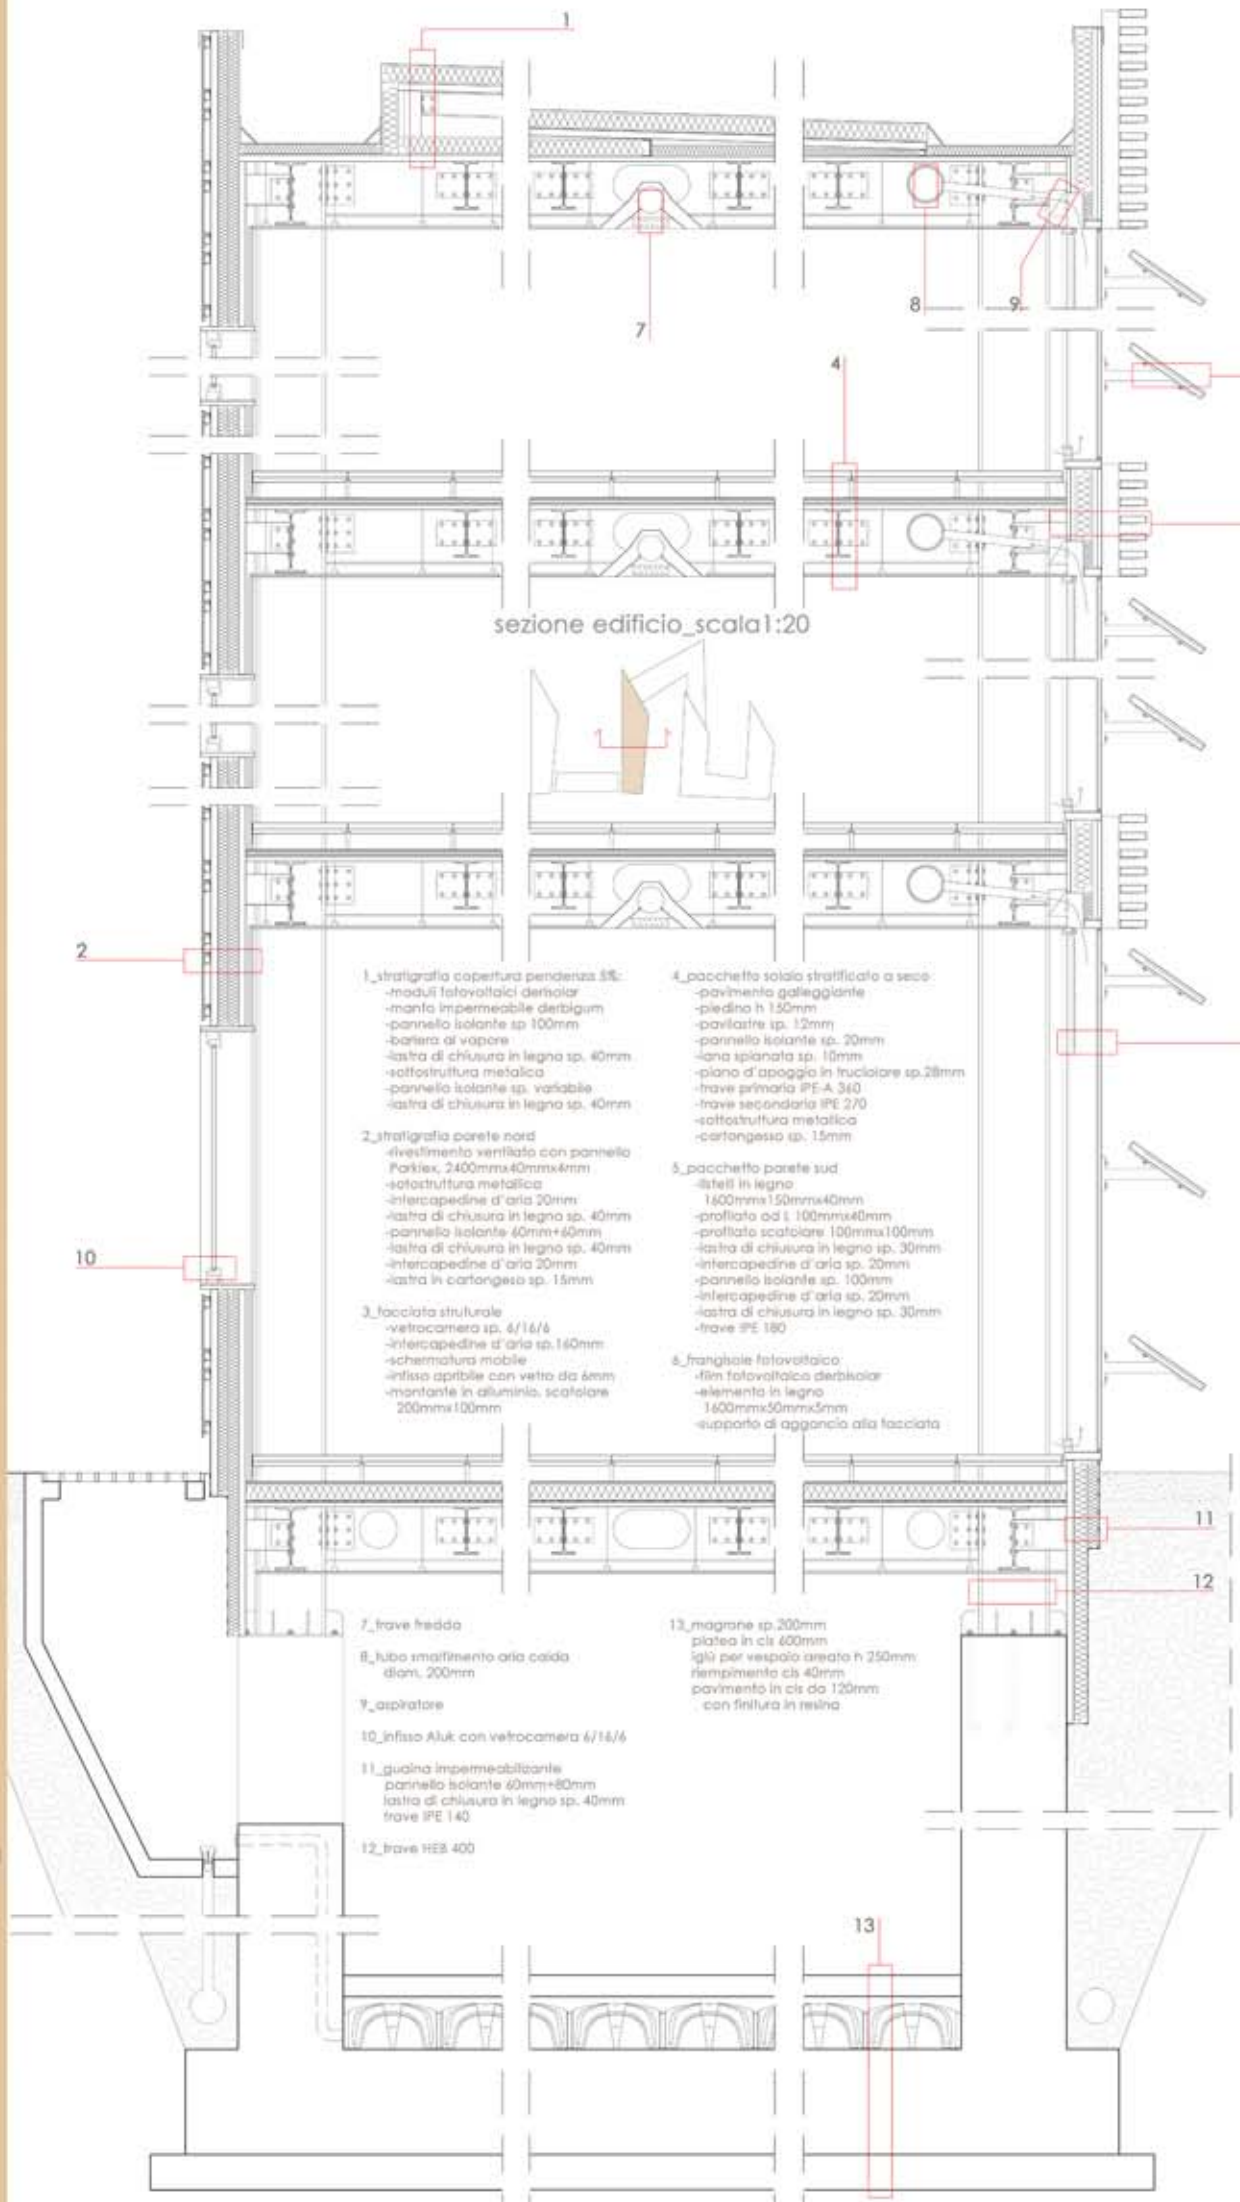 1
7
8
9
4
sezione edificio_scala1:20
2
10
1_stratigrafia copertura pendenza 5%:
-moduli fotovoltaici derbisolar
-manto impermeabile derbigum
-pannello isolante sp 100mm
-bariera al vapore
-lastra di chiusura in legno sp. 40mm
-sottostruttura metalica
-pannello isolante sp. variabile
-lastra di chiusura in legno sp. 40mm
2_stratigrafia parete nord
-rivestimento ventilato con pannello
Parklex, 2400mmx40mmx4mm
-sotostruttura metallica
-intercapedine d'aria 20mm
-lastra di chiusura in legno sp. 40mm
-pannello isolante 60mm+60mm
-lastra di chiusura in legno sp. 40mm
-intercapedine d'aria 20mm
-lastra in cartongeso sp. 15mm
3_facciata struturale
-vetrocamera sp. 6/16/6
-intercapedine d'aria sp.160mm
-schermatura mobile
-infisso apribile con vetro da 6mm
-montante in alluminio, scatolare
200mmx100mm
4_pacchetto solaio stratificato a secco
-pavimento galleggiante
-piedino h 150mm
-pavilastre sp. 12mm
-pannello isolante sp. 20mm
-lana spianata sp. 10mm
-piano d'apoggio in truciolare sp.28mm
-trave primaria IPE-A 360
-trave secondaria IPE 270
-sottostruttura metallica
-cartongesso sp. 15mm
5_pacchetto parete sud
-listelli in legno
1600mmx150mmx40mm
-profilato ad L 100mmx40mm
-profilato scatolare 100mmx100mm
-lastra di chiusura in legno sp. 30mm
-intercapedine d'aria sp. 20mm
-pannello isolante sp. 100mm
-intercapedine d'aria sp. 20mm
-lastra di chiusura in legno sp. 30mm
-trave IPE 180
6_frangisole fotovoltaico
-film fotovoltaico derbisolar
-elemento in legno
1600mmx50mmx5mm
-supporto di aggancio alla facciata
11
12
7_trave fredda
8_tubo smaltimento aria calda
diam. 200mm
9_aspiratore
10_infisso Aluk con vetrocamera 6/16/6
11_guaina impermeabilizzante
pannello isolante 60mm+80mm
lastra di chiusura in legno sp. 40mm
trave IPE 140
12_trave HEB 400
13_magrone sp.200mm
platea in cls 600mm
iglù per vespaio areato h 250mm
riempimento cls 40mm
pavimento in cls da 120mm
con finitura in resina
13